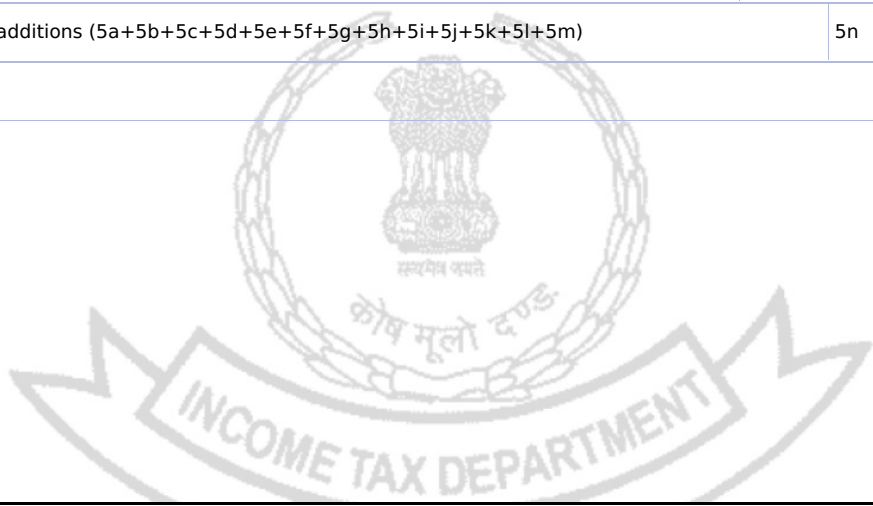 additions (5a+5b+5c+5d+5e+5f+5g+5h+5i+5j+5k+5l+5m) 5n
सत्यमेव जयते
कोष मूलो दण्डः
INCOME TAX DEPARTMENT